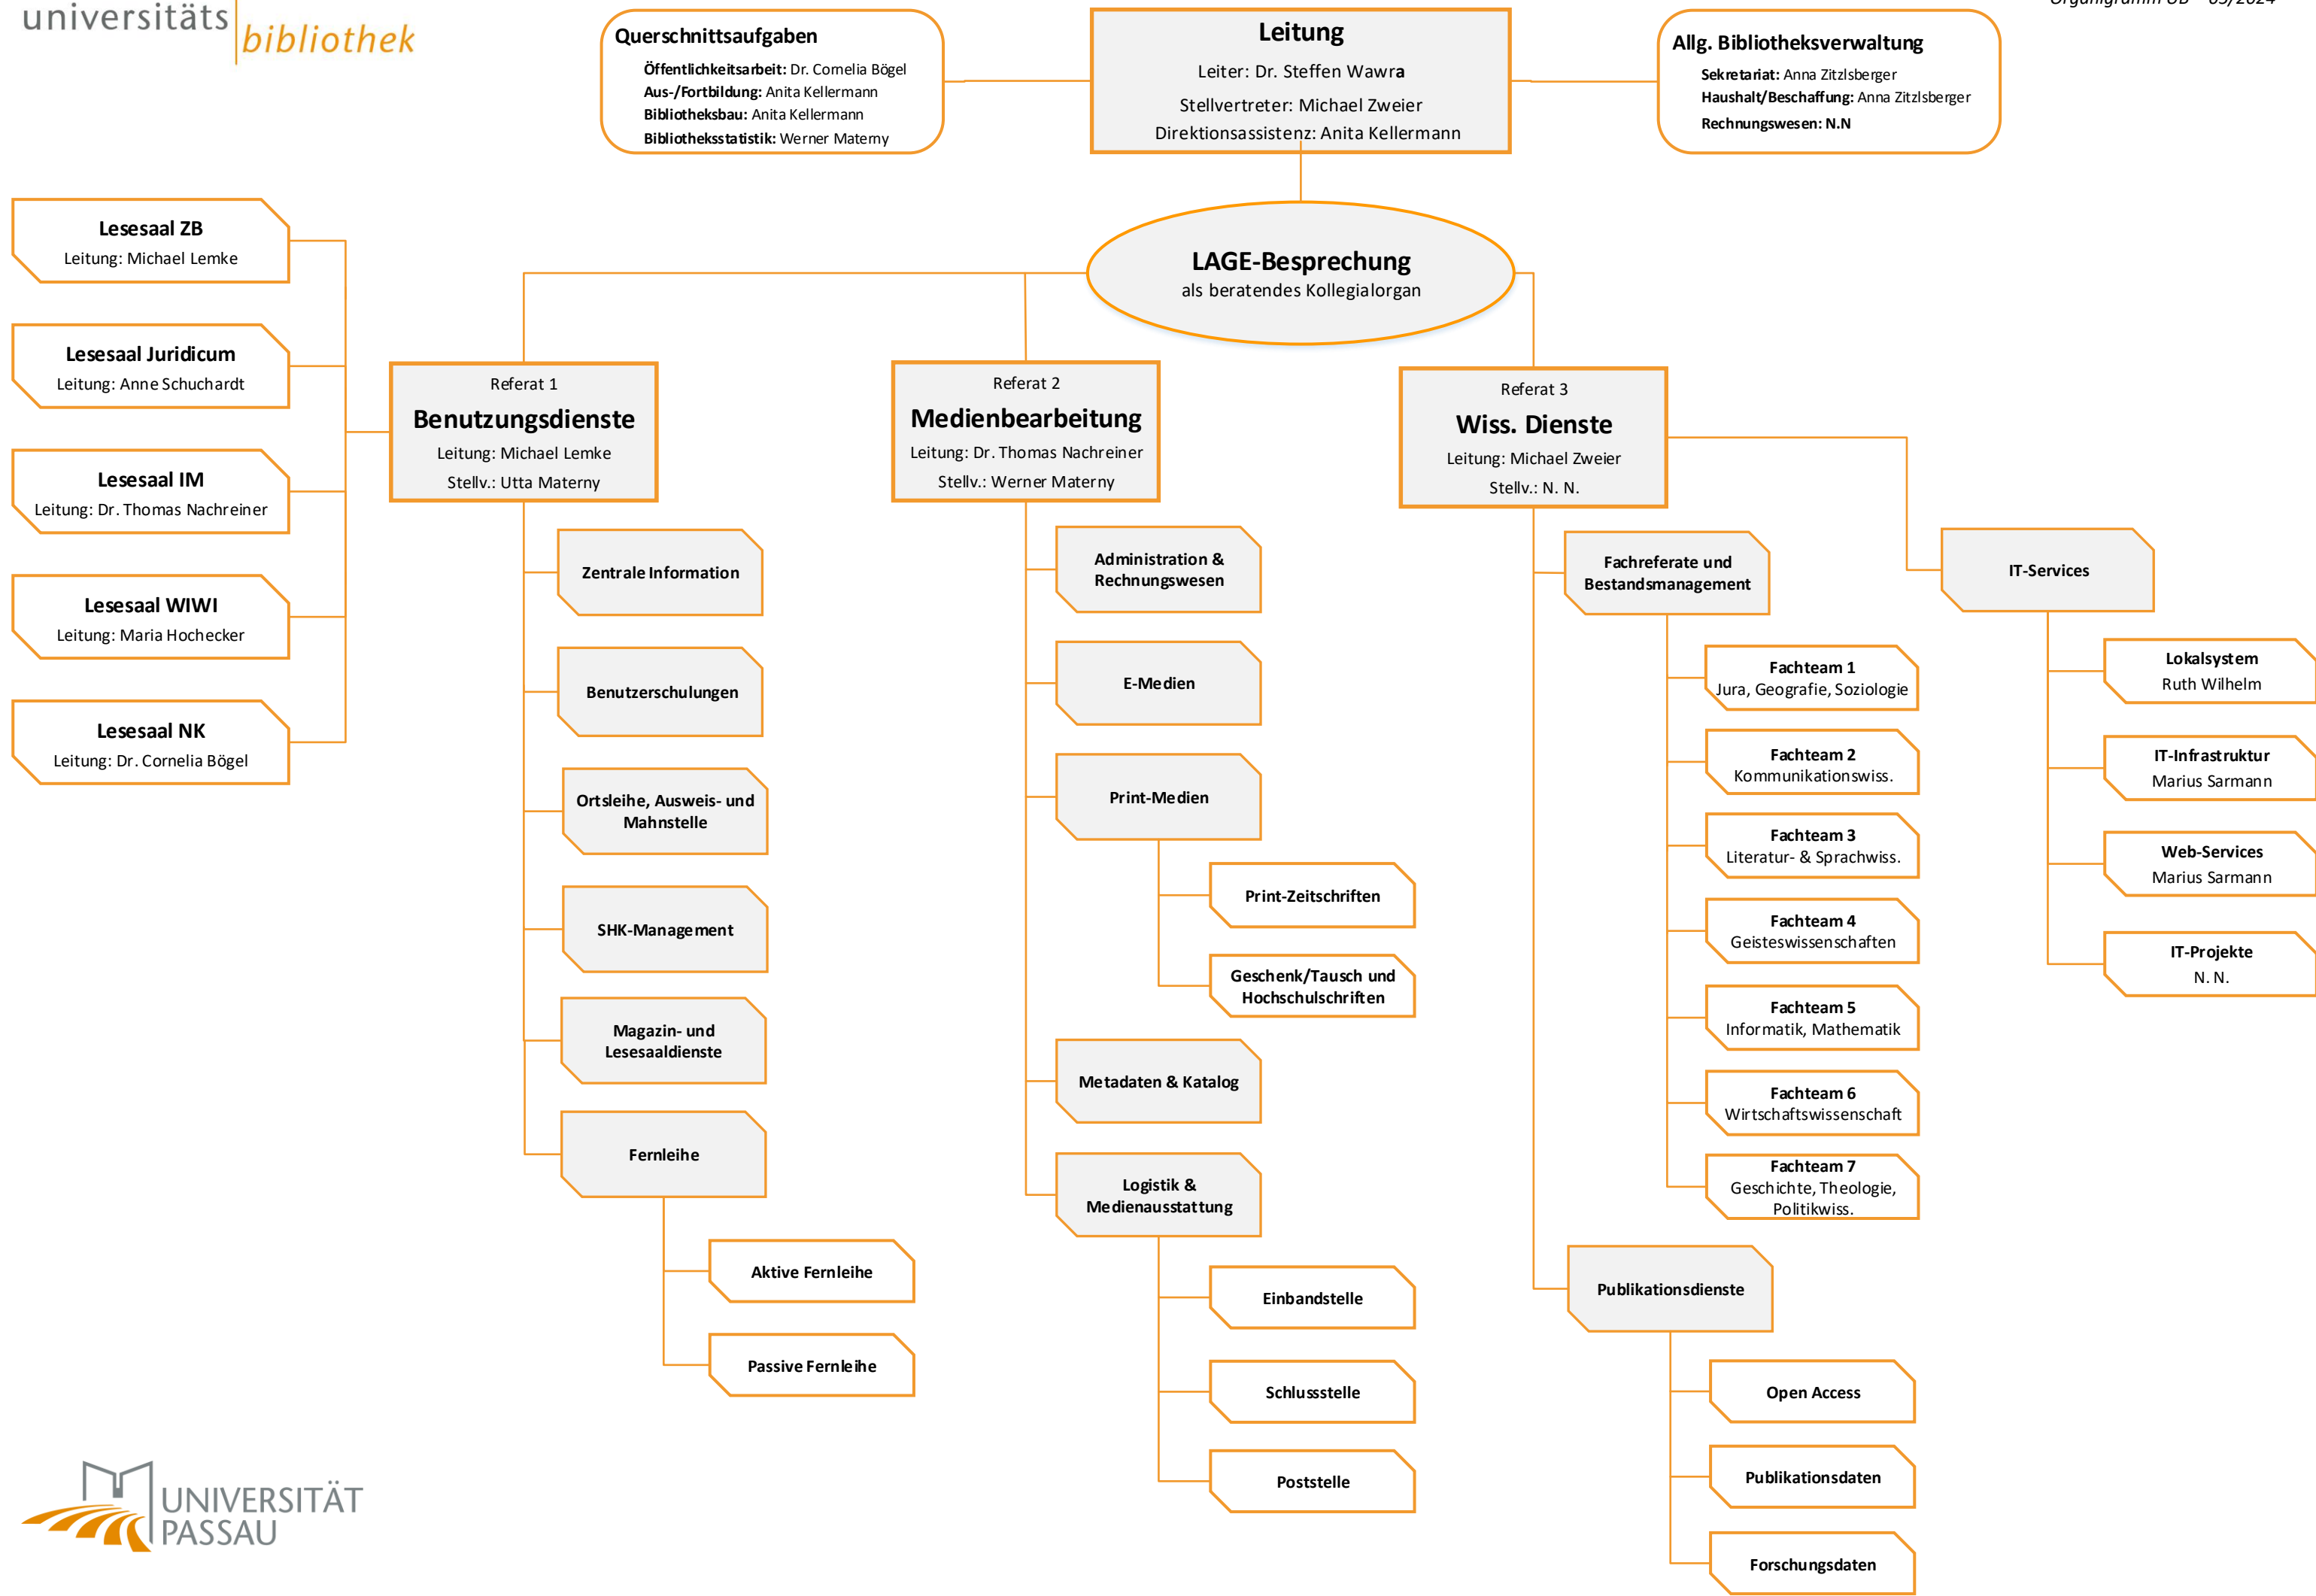 universitäts
bibliothek
Organigramm UB – 05/2024
Querschnittsaufgaben
Öffentlichkeitsarbeit: Dr. Cornelia Bögel
Aus-/Fortbildung: Anita Kellermann
Bibliotheksbau: Anita Kellermann
Bibliotheksstatistik: Werner Materny
Leitung
Leiter: Dr. Steffen Wawra
Stellvertreter: Michael Zweier
Direktionsassistenz: Anita Kellermann
Allg. Bibliotheksverwaltung
Sekretariat: Anna Zitzlsberger
Haushalt/Beschaffung: Anna Zitzlsberger
Rechnungswesen: N.N
LAGE-Besprechung
als beratendes Kollegialorgan
Lesesaal ZB
Leitung: Michael Lemke
Lesesaal Juridicum
Leitung: Anne Schuchardt
Lesesaal IM
Leitung: Dr. Thomas Nachreiner
Lesesaal WIWI
Leitung: Maria Hochecker
Lesesaal NK
Leitung: Dr. Cornelia Bögel
Referat 1
Benutzungsdienste
Leitung: Michael Lemke
Stellv.: Utta Materny
Zentrale Information
Benutzerschulungen
Ortsleihe, Ausweis- und
Mahnstelle
SHK-Management
Magazin- und
Lesesaaldienste
Fernleihe
Aktive Fernleihe
Passive Fernleihe
Referat 2
Medienbearbeitung
Leitung: Dr. Thomas Nachreiner
Stellv.: Werner Materny
Administration &
Rechnungswesen
E-Medien
Print-Medien
Print-Zeitschriften
Geschenk/Tausch und
Hochschulschriften
Metadaten & Katalog
Logistik &
Medienausstattung
Einbandstelle
Schlussstelle
Poststelle
Referat 3
Wiss. Dienste
Leitung: Michael Zweier
Stellv.: N. N.
Fachreferate und
Bestandsmanagement
Fachteam 1
Jura, Geografie, Soziologie
Fachteam 2
Kommunikationswiss.
Fachteam 3
Literatur- & Sprachwiss.
Fachteam 4
Geisteswissenschaften
Fachteam 5
Informatik, Mathematik
Fachteam 6
Wirtschaftswissenschaft
Fachteam 7
Geschichte, Theologie,
Politikwiss.
Publikationsdienste
Open Access
Publikationsdaten
Forschungsdaten
IT-Services
Lokalsystem
Ruth Wilhelm
IT-Infrastruktur
Marius Sarmann
Web-Services
Marius Sarmann
IT-Projekte
N. N.
UNIVERSITÄT
PASSAU